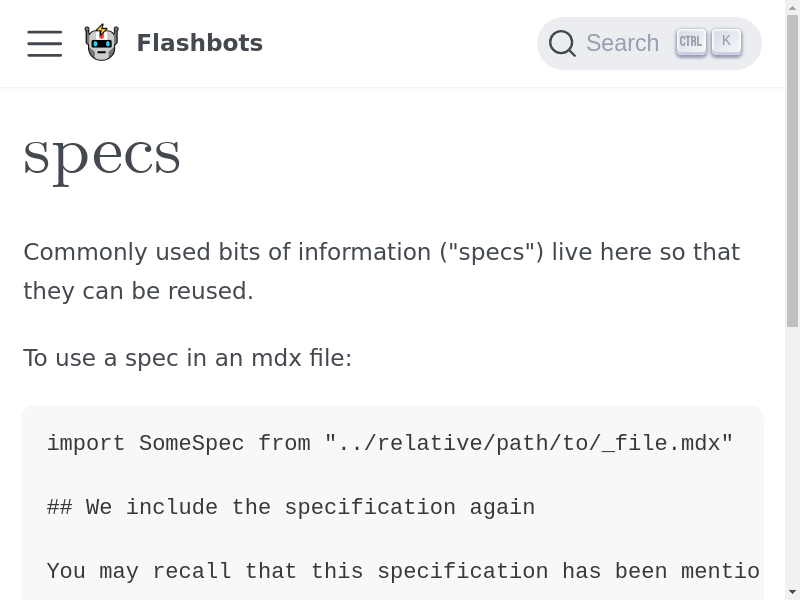 Flashbots
Search CTRL K
specs
Commonly used bits of information ("specs") live here so that
they can be reused.
To use a spec in an mdx file:
import SomeSpec from "../relative/path/to/_file.mdx"
## We include the specification again
You may recall that this specification has been mentio